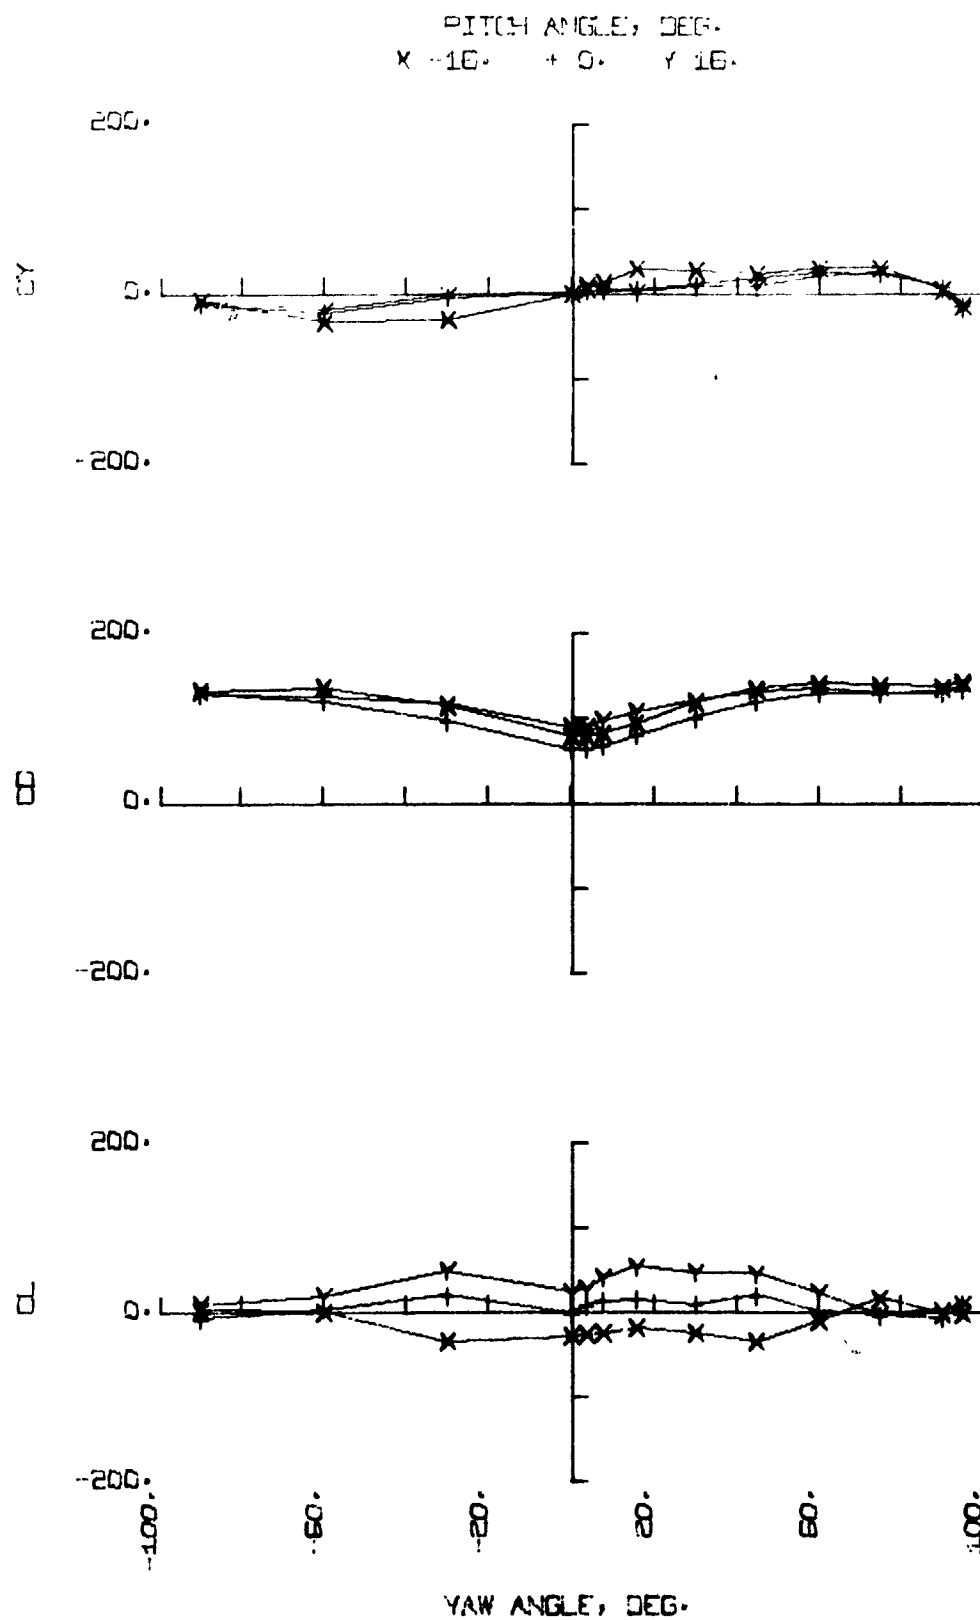 PITCH ANGLE, DEG.
X -16. + 0. Y 16.
200.
CY
0.
-200.
200.
CD
0.
-200.
200.
CL
0.
-200.
-100.
-60.
-20.
20.
60.
100.
YAW ANGLE, DEG.